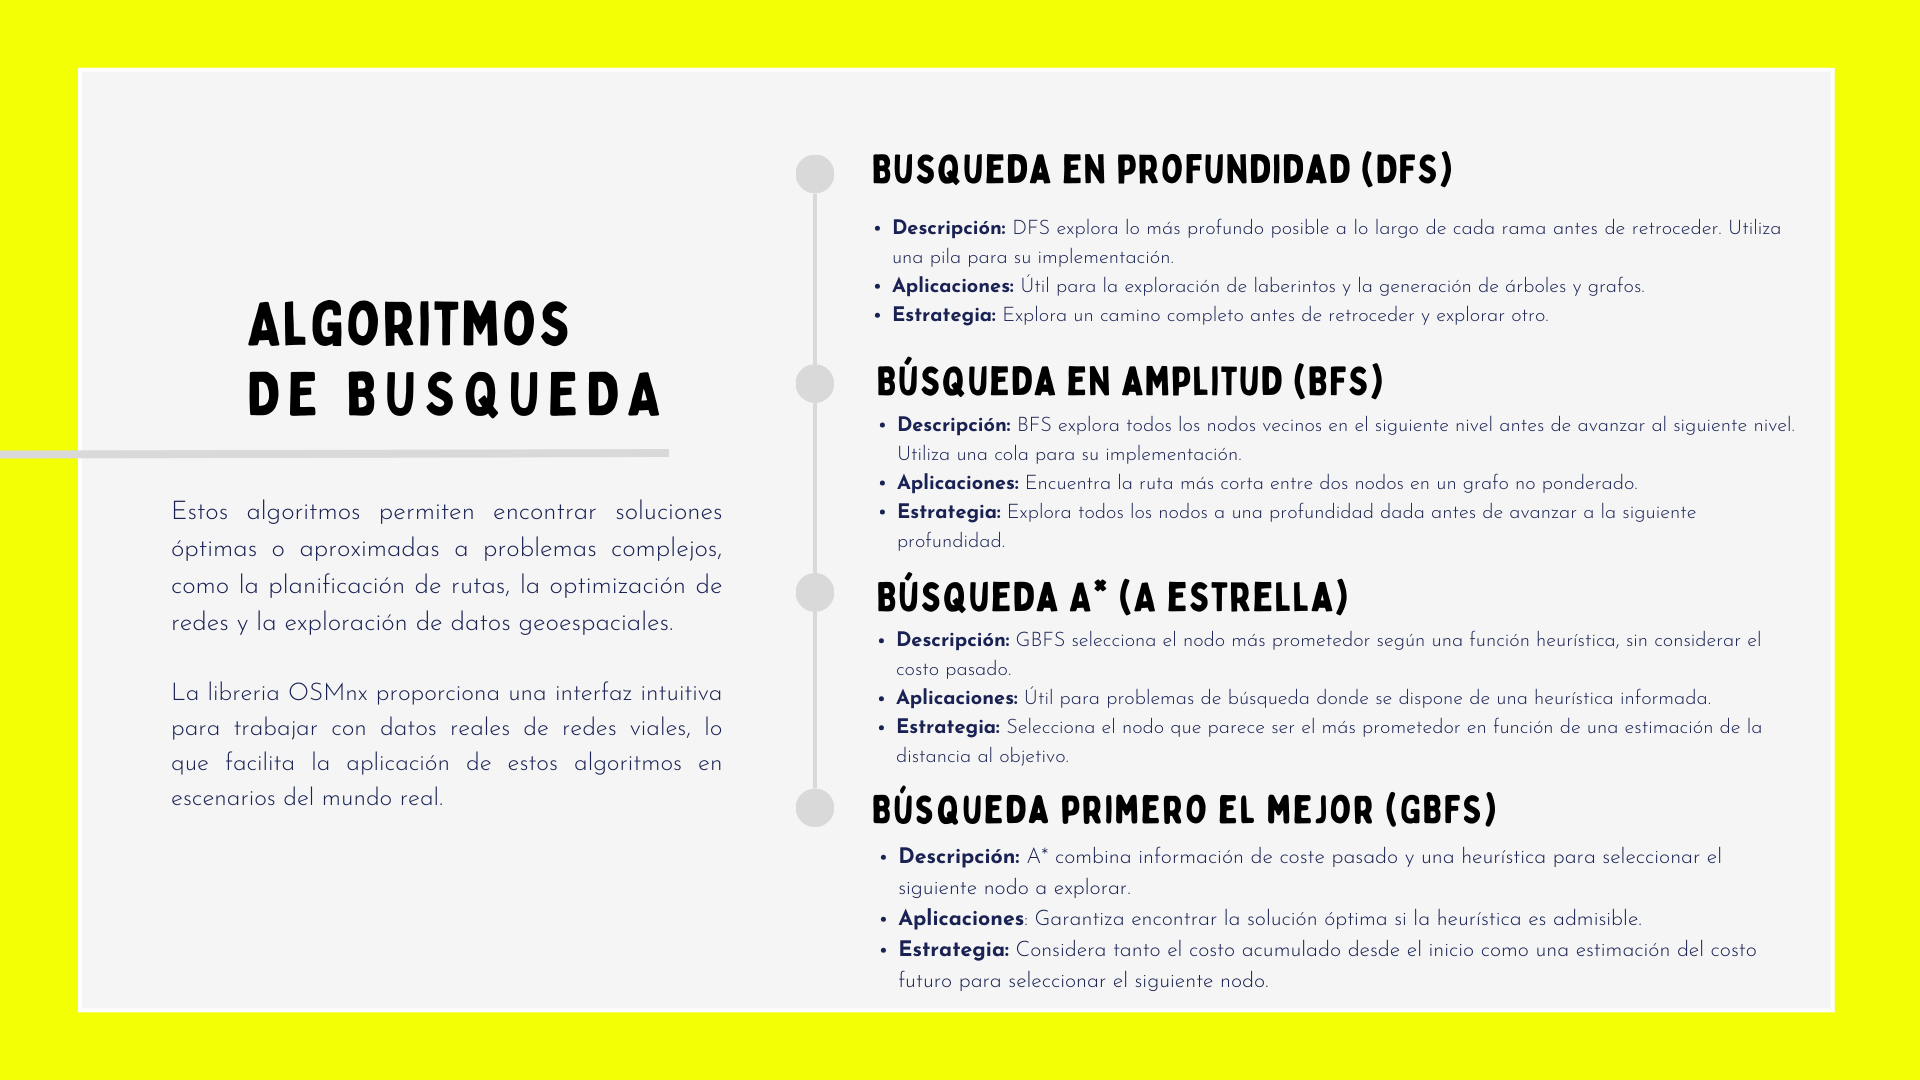 ALGORITMOS
DE BUSQUEDA
Estos algoritmos permiten encontrar soluciones
óptimas o aproximadas a problemas complejos,
como la planificación de rutas, la optimización de
redes y la exploración de datos geoespaciales.
La libreria OSMnx proporciona una interfaz intuitiva
para trabajar con datos reales de redes viales, lo
que facilita la aplicación de estos algoritmos en
escenarios del mundo real.
BUSQUEDA EN PROFUNDIDAD (DFS)
• Descripción: DFS explora lo más profundo posible a lo largo de cada rama antes de retroceder. Utiliza
una pila para su implementación.
• Aplicaciones: Útil para la exploración de laberintos y la generación de árboles y grafos.
• Estrategia: Explora un camino completo antes de retroceder y explorar otro.
BÚSQUEDA EN AMPLITUD (BFS)
• Descripción: BFS explora todos los nodos vecinos en el siguiente nivel antes de avanzar al siguiente nivel.
Utiliza una cola para su implementación.
• Aplicaciones: Encuentra la ruta más corta entre dos nodos en un grafo no ponderado.
• Estrategia: Explora todos los nodos a una profundidad dada antes de avanzar a la siguiente
profundidad.
BÚSQUEDA A* (A ESTRELLA)
• Descripción: GBFS selecciona el nodo más prometedor según una función heurística, sin considerar el
costo pasado.
• Aplicaciones: Útil para problemas de búsqueda donde se dispone de una heurística informada.
• Estrategia: Selecciona el nodo que parece ser el más prometedor en función de una estimación de la
distancia al objetivo.
BÚSQUEDA PRIMERO EL MEJOR (GBFS)
• Descripción: A* combina información de coste pasado y una heurística para seleccionar el
siguiente nodo a explorar.
• Aplicaciones: Garantiza encontrar la solución óptima si la heurística es admisible.
• Estrategia: Considera tanto el costo acumulado desde el inicio como una estimación del costo
futuro para seleccionar el siguiente nodo.